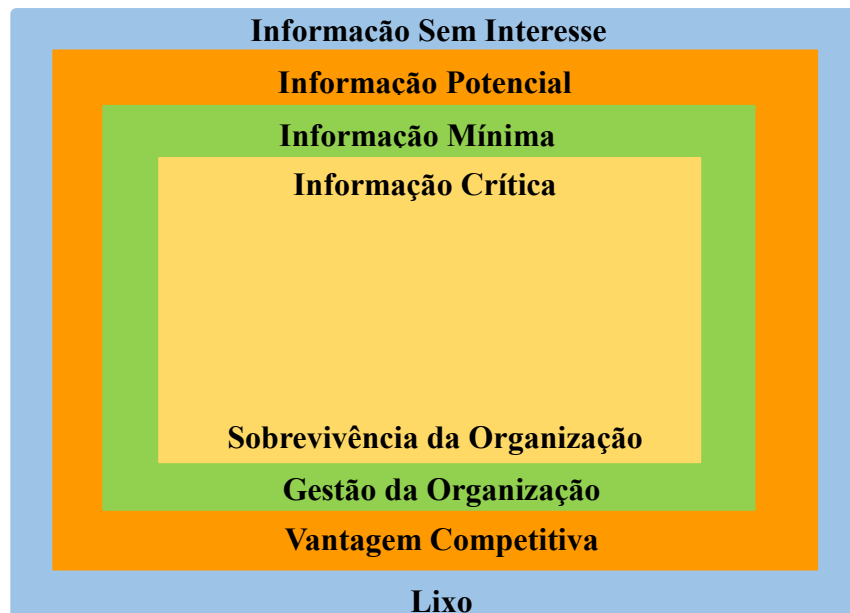 Informacão Sem Interesse
Informação Potencial
Informação Mínima
Informação Crítica
Sobrevivência da Organização
Gestão da Organização
Vantagem Competitiva
Lixo